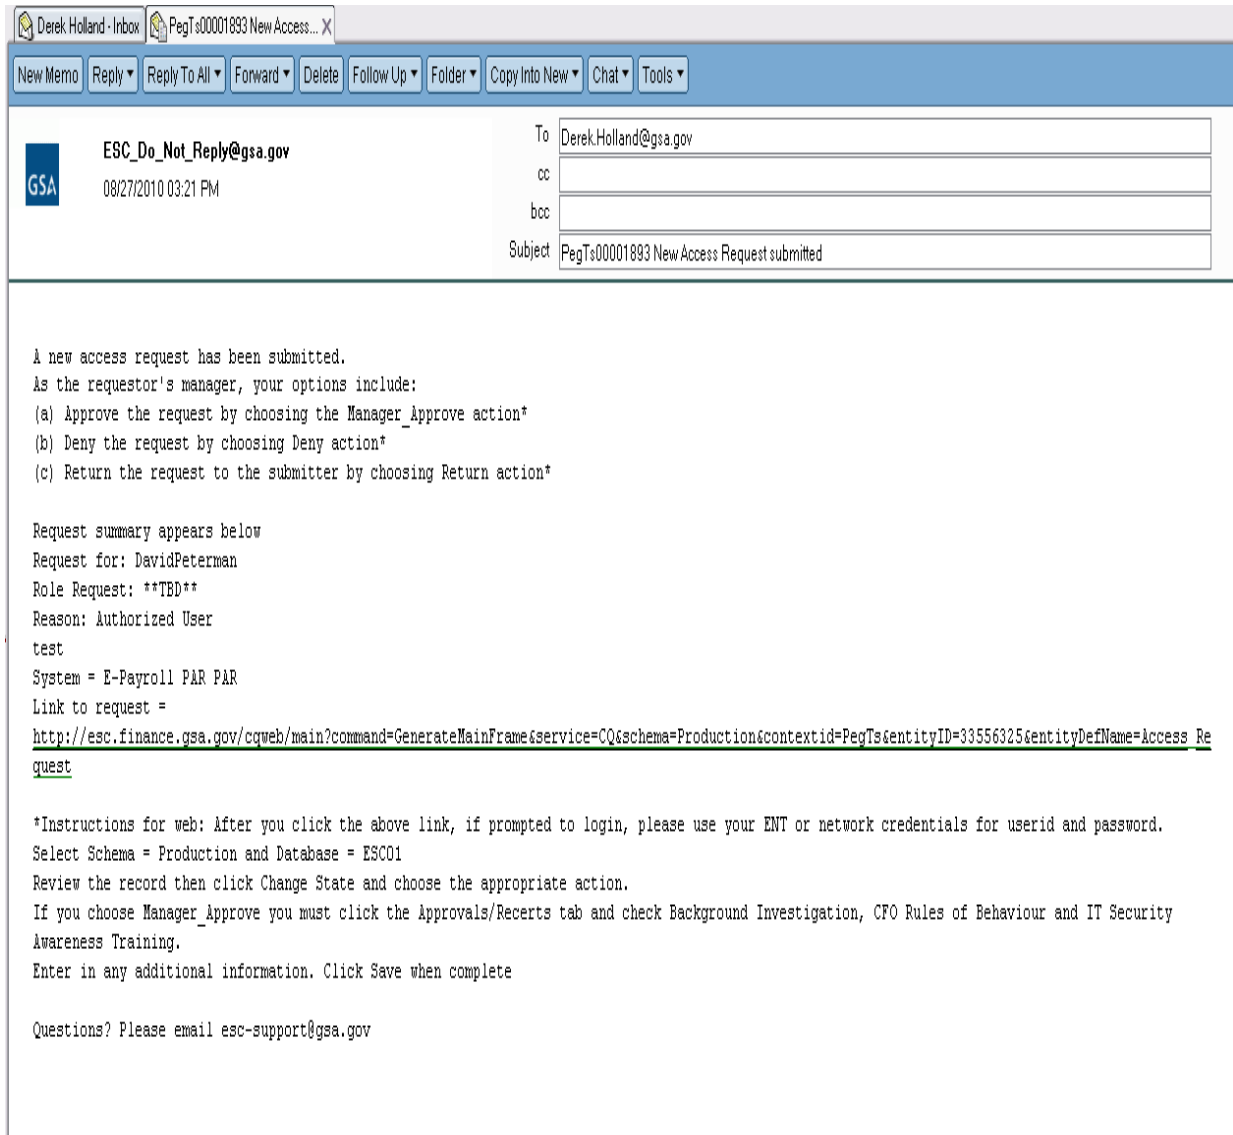 Derek Holland - Inbox PegTs00001893 New Access... X
New Memo Reply Reply To All Forward Delete Follow Up Folder Copy Into New Chat Tools
ESC_Do_Not_Reply@gsa.gov
08/27/2010 03:21 PM
GSA
To Derek.Holland@gsa.gov
cc
bcc
Subject PegTs00001893 New Access Request submitted
A new access request has been submitted.
As the requestor's manager, your options include:
(a) Approve the request by choosing the Manager_Approve action*
(b) Deny the request by choosing Deny action*
(c) Return the request to the submitter by choosing Return action*
Request summary appears below
Request for: DavidPeterman
Role Request: **TBD**
Reason: Authorized User
test
System = E-Payroll PAR PAR
Link to request =
http://esc.finance.gsa.gov/cqweb/main?command=GenerateMainFrame&service=CQ&schema=Production&contextid=PegTs&entityID=33556325&entityDefName=Access_Re
quest
*Instructions for web: After you click the above link, if prompted to login, please use your ENT or network credentials for userid and password.
Select Schema = Production and Database = ESC01
Review the record then click Change State and choose the appropriate action.
If you choose Manager_Approve you must click the Approvals/Recerts tab and check Background Investigation, CFO Rules of Behaviour and IT Security
Awareness Training.
Enter in any additional information. Click Save when complete
Questions? Please email esc-support@gsa.gov